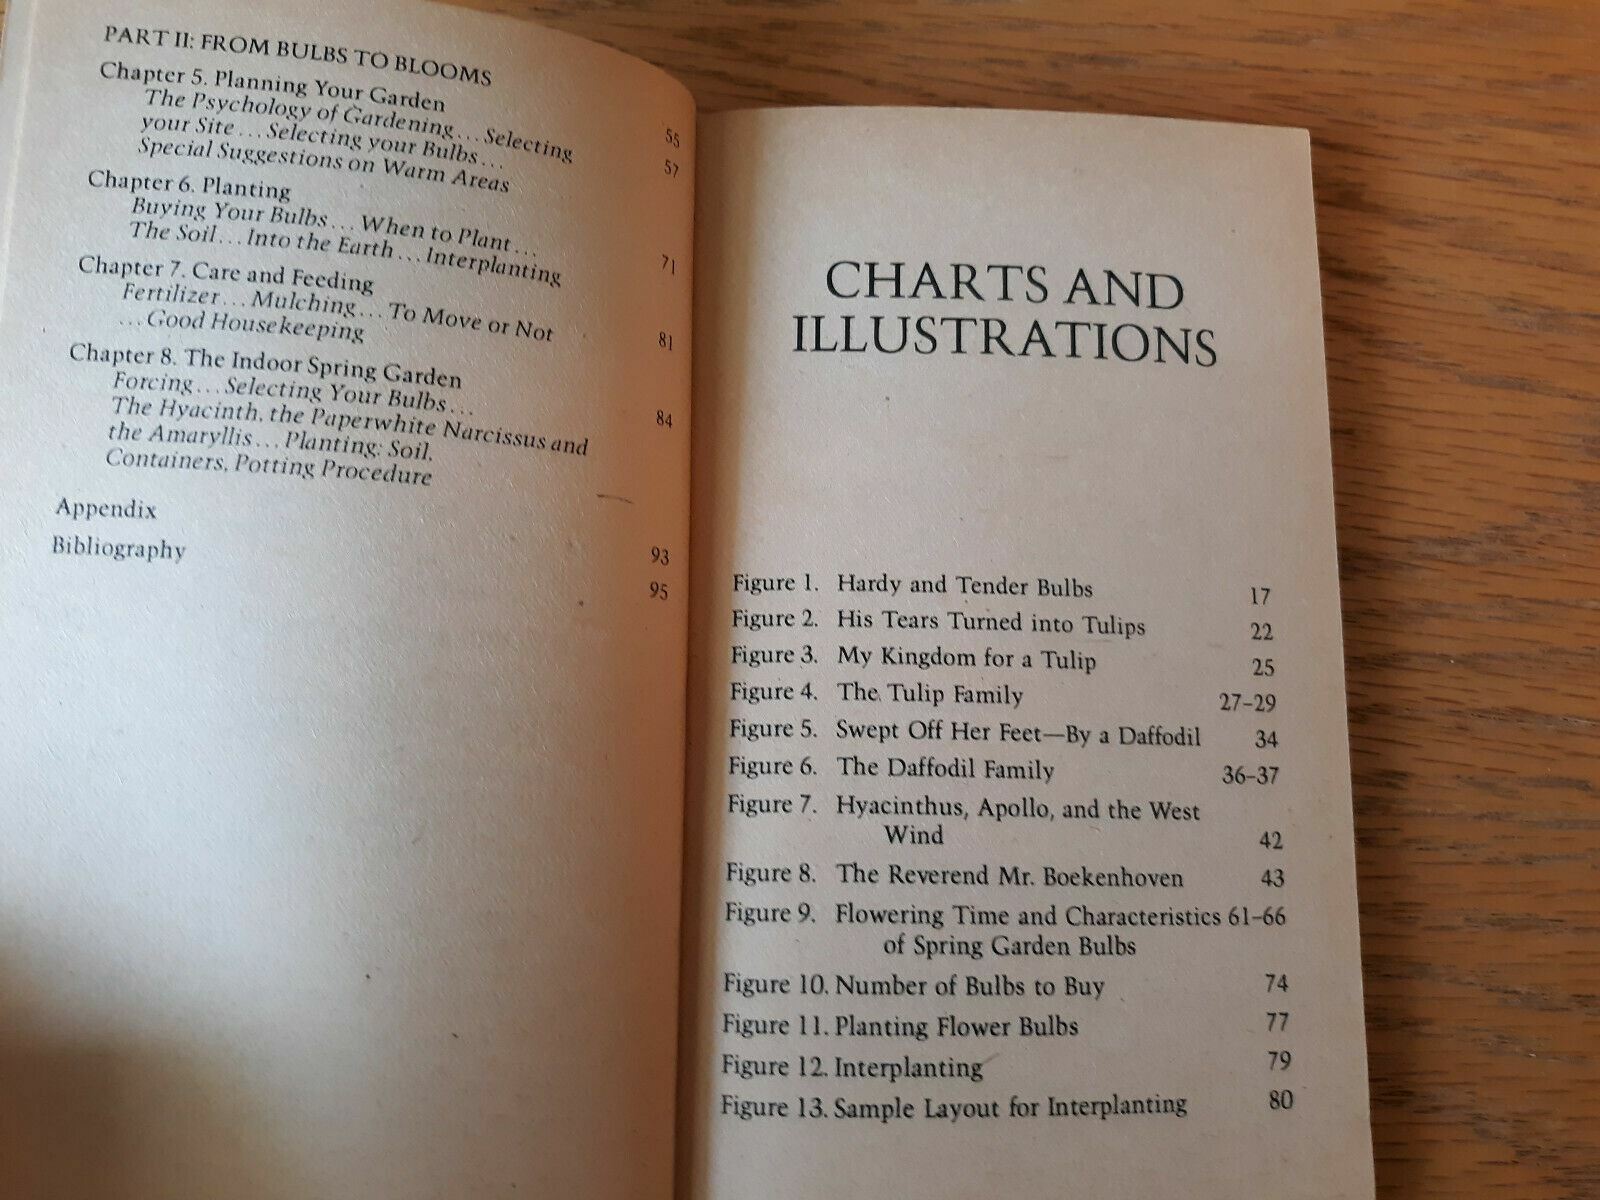 PART II: FROM BULBS TO BLOOMS 55
Chapter 5. Planning Your Garden 57
The Psychology of Gardening... Selecting
your Site... Selecting your Bulbs...
Special Suggestions on Warm Areas
Chapter 6. Planting 71
Buying Your Bulbs... When to Plant...
The Soil... Into the Earth... Interplanting
Chapter 7. Care and Feeding 81
Fertilizer... Mulching... To Move or Not
...Good Housekeeping
Chapter 8. The Indoor Spring Garden 84
Forcing... Selecting Your Bulbs...
The Hyacinth, the Paperwhite Narcissus and
the Amaryllis... Planting: Soil,
Containers, Potting Procedure
Appendix 93
Bibliography 95
CHARTS AND
ILLUSTRATIONS
Figure 1. Hardy and Tender Bulbs 17
Figure 2. His Tears Turned into Tulips 22
Figure 3. My Kingdom for a Tulip 25
Figure 4. The Tulip Family 27–29
Figure 5. Swept Off Her Feet—By a Daffodil 34
Figure 6. The Daffodil Family 36–37
Figure 7. Hyacinthus, Apollo, and the West
Wind 42
Figure 8. The Reverend Mr. Boekenhoven 43
Figure 9. Flowering Time and Characteristics 61–66
of Spring Garden Bulbs
Figure 10. Number of Bulbs to Buy 74
Figure 11. Planting Flower Bulbs 77
Figure 12. Interplanting 79
Figure 13. Sample Layout for Interplanting 80